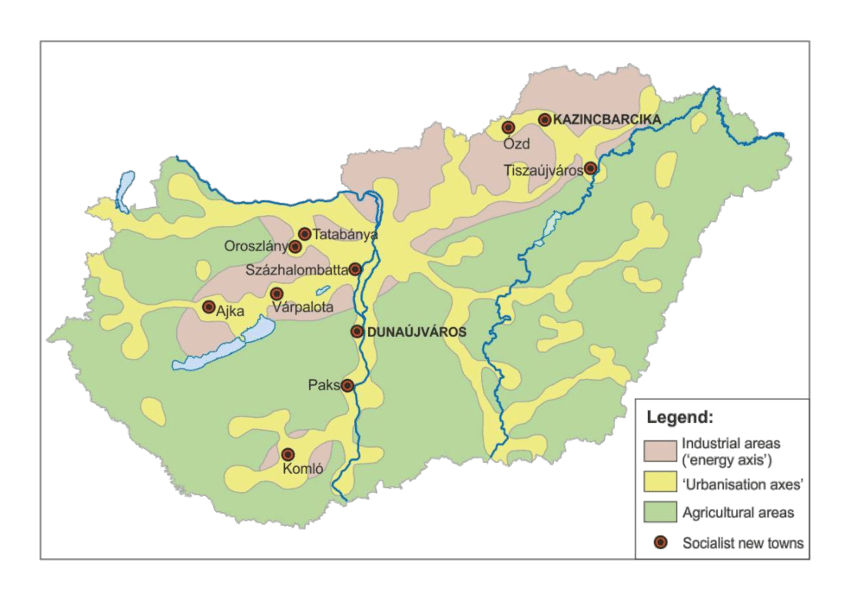 KAZINCBARCIKA
Ózd
Tiszaújváros
Tatabánya
Oroszlány
Százhalombatta
Várpalota
Ajka
DUNAÚJVÁROS
Paks
Komló
Legend:
Industrial areas
('energy axis')
'Urbanisation axes'
Agricultural areas
Socialist new towns